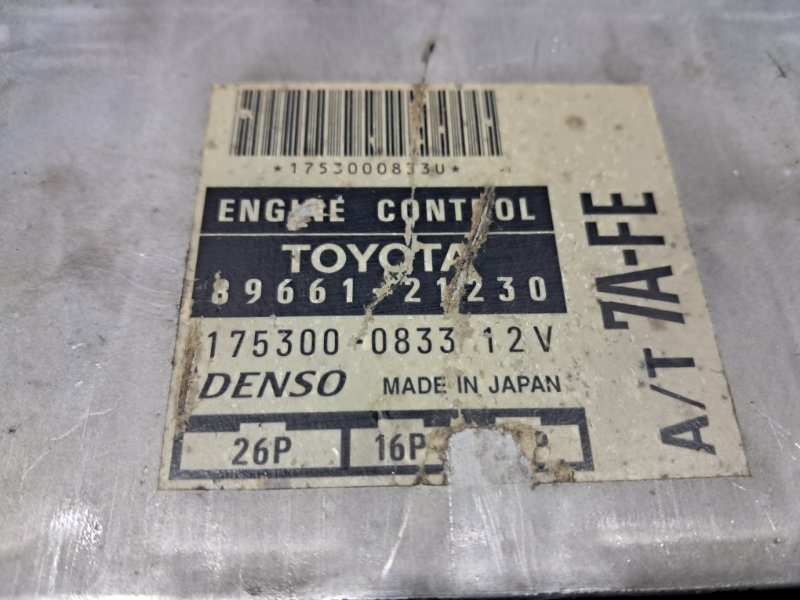 *1753000833U*
ENGINE CONTROL
TOYOTA
89661-21230
175300-0833 12V
DENSO MADE IN JAPAN
26P 16P
A/T 7A-FE